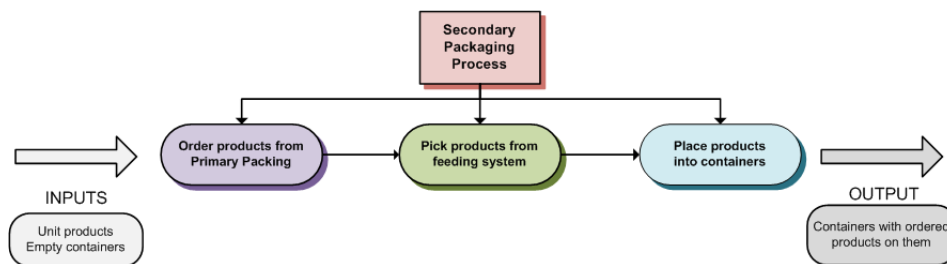 Secondary
Packaging
Process
Order products from
Primary Packing
Pick products from
feeding system
Place products
into containers
INPUTS
Unit products
Empty containers
OUTPUT
Containers with ordered
products on them